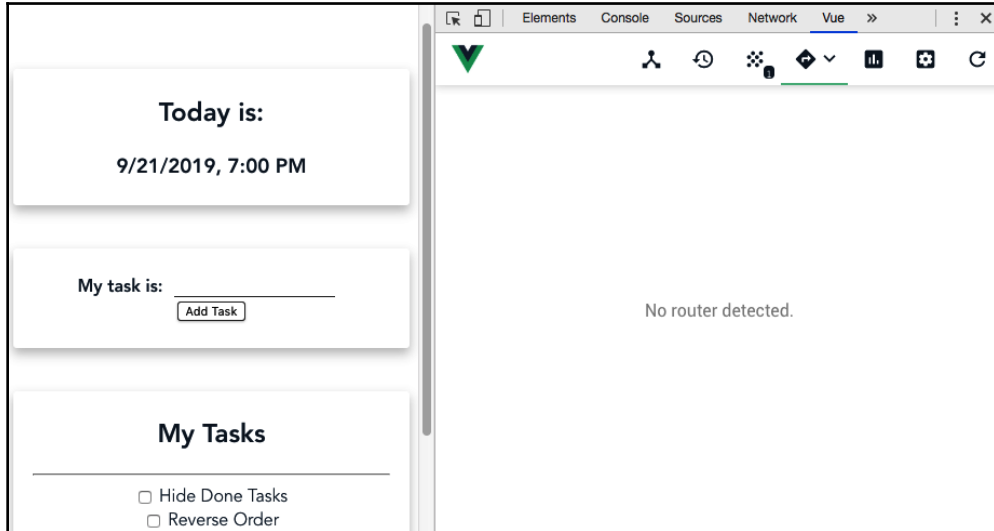 Elements Console Sources Network Vue »
1
Today is:
9/21/2019, 7:00 PM
My task is:
Add Task
My Tasks
Hide Done Tasks
Reverse Order
No router detected.